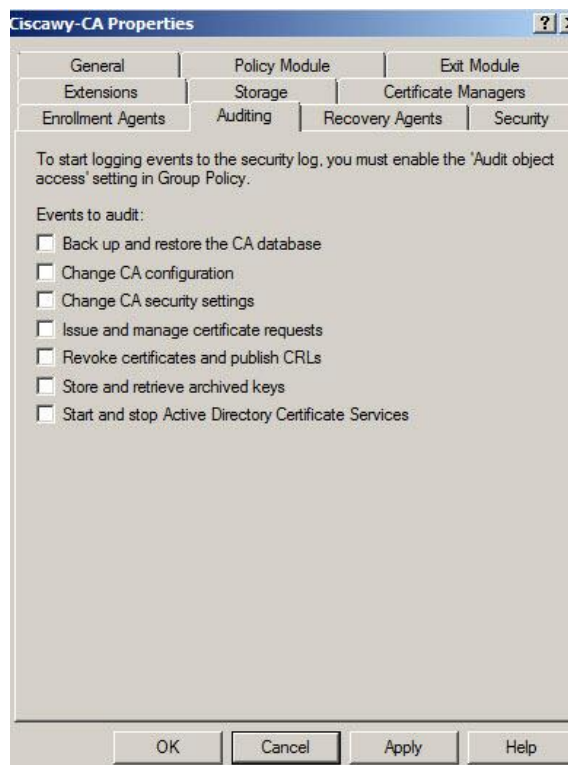 Ciscawy-CA Properties
General Policy Module Exit Module
Extensions Storage Certificate Managers
Enrollment Agents Auditing Recovery Agents Security
To start logging events to the security log, you must enable the 'Audit object
access' setting in Group Policy.
Events to audit:
Back up and restore the CA database
Change CA configuration
Change CA security settings
Issue and manage certificate requests
Revoke certificates and publish CRLs
Store and retrieve archived keys
Start and stop Active Directory Certificate Services
OK Cancel Apply Help